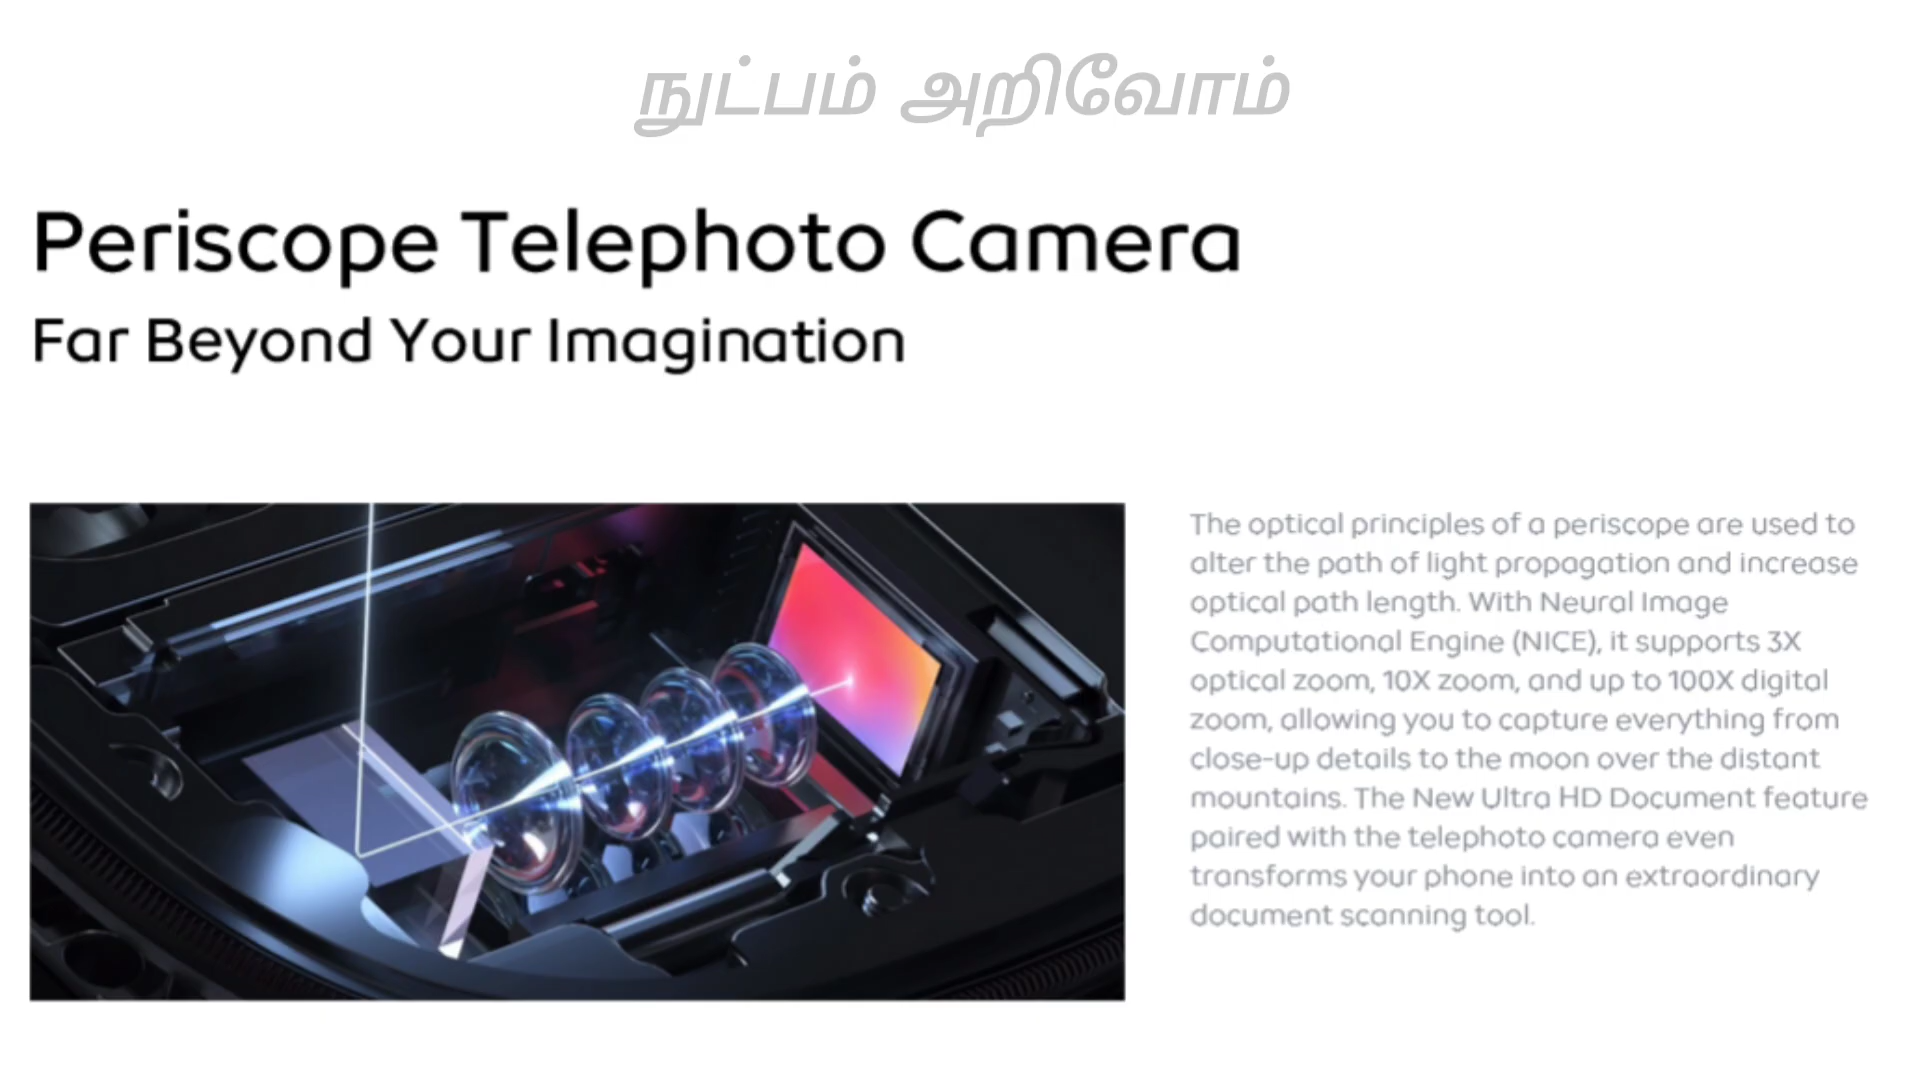 நுட்பம் அறிவோம்
Periscope Telephoto Camera
Far Beyond Your Imagination
The optical principles of a periscope are used to
alter the path of light propagation and increase
optical path length. With Neural Image
Computational Engine (NICE), it supports 3X
optical zoom, 10X zoom, and up to 100X digital
zoom, allowing you to capture everything from
close-up details to the moon over the distant
mountains. The New Ultra HD Document feature
paired with the telephoto camera even
transforms your phone into an extraordinary
document scanning tool.